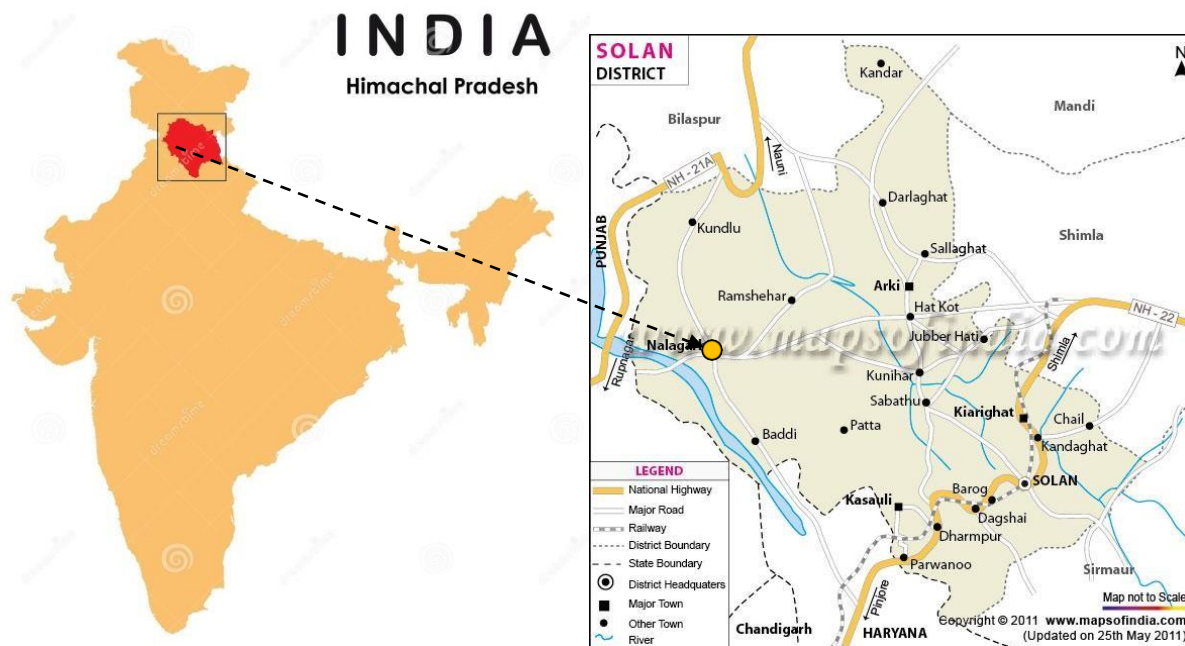 INDIA
Himachal Pradesh
SOLAN
DISTRICT
N
Kandar
Mandi
Bilaspur
Nauni
NH - 21A
Darlaghat
PUNJAB
Kundlu
Shimla
Sallaghat
Arki
Ramshehar
Hat Kot
NH - 22
www.mapsofindia.com
Jubber Hati
Nalagarh
Shimla
Rupnagar
Kunihar
Sabathu
Kiarighat
Chail
Patta
Baddi
Kandaghat
LEGEND
National Highway
Major Road
Railway
District Boundary
State Boundary
District Headquaters
Major Town
Other Town
River
SOLAN
Barog
Kasauli
Dagshai
Dharmpur
Parwanoo
Sirmaur
Pinjore
Map not to Scale
Chandigarh
HARYANA
Copyright © 2011 www.mapsofindia.com
(Updated on 25th May 2011)